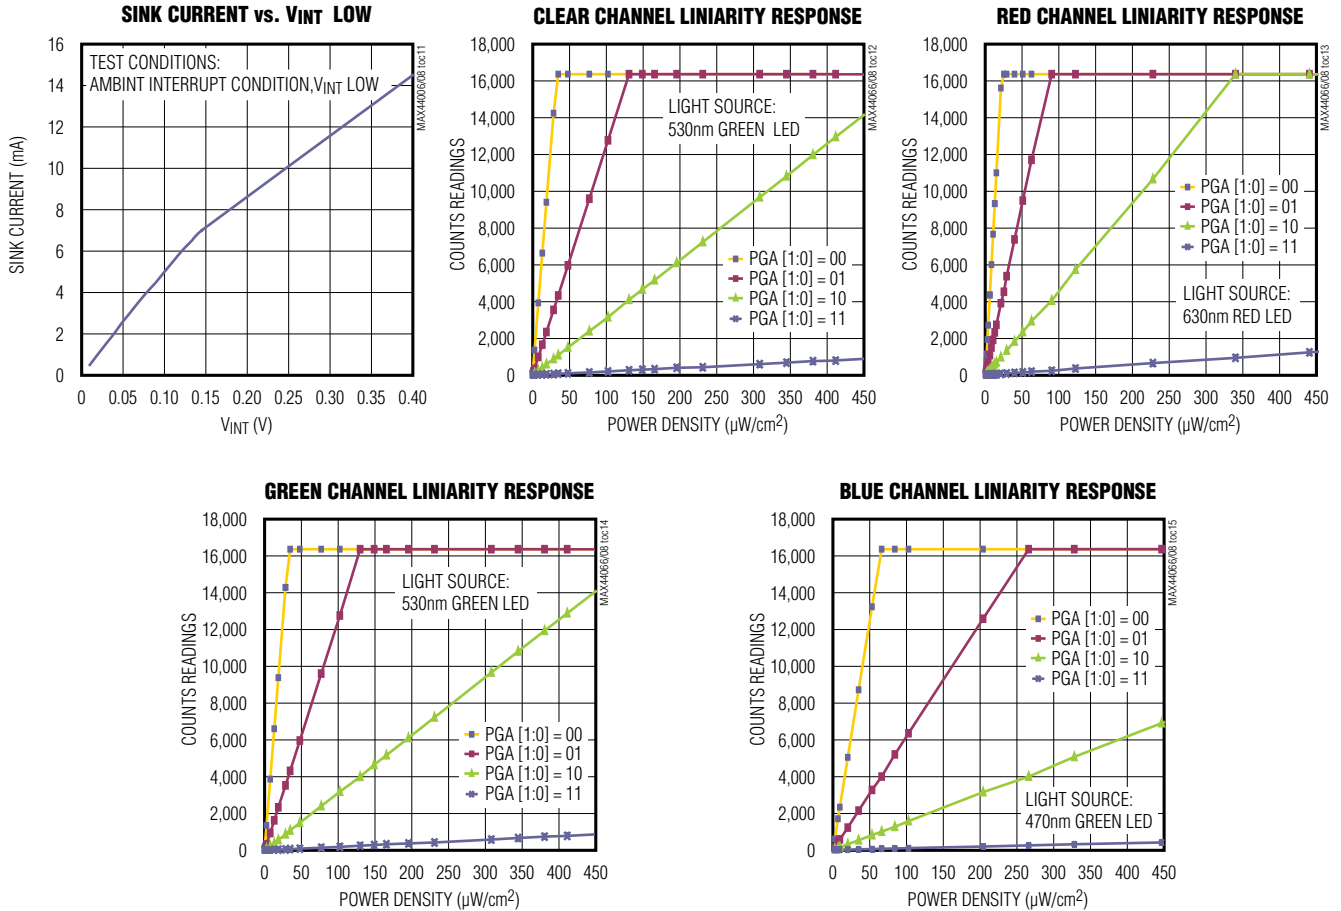 SINK CURRENT vs. VINT LOW
16
14
12
10
8
6
4
2
0
SINK CURRENT (mA)
TEST CONDITIONS:
AMBINT INTERRUPT CONDITION,VINT LOW
MAX44006/08 toc11
0 0.05 0.10 0.15 0.20 0.25 0.30 0.35 0.40
VINT (V)
CLEAR CHANNEL LINIARITY RESPONSE
18,000
16,000
14,000
12,000
10,000
8,000
6,000
4,000
2,000
0
COUNTS READINGS
LIGHT SOURCE:
530nm GREEN LED
PGA [1:0] = 00
PGA [1:0] = 01
PGA [1:0] = 10
PGA [1:0] = 11
MAX44066/08 toc12
0 50 100 150 200 250 300 350 400 450
POWER DENSITY (µW/cm2)
RED CHANNEL LINIARITY RESPONSE
18,000
16,000
14,000
12,000
10,000
8,000
6,000
4,000
2,000
0
COUNTS READINGS
PGA [1:0] = 00
PGA [1:0] = 01
PGA [1:0] = 10
PGA [1:0] = 11
LIGHT SOURCE:
630nm RED LED
MAX44066/08 toc13
0 50 100 150 200 250 300 350 400 450
POWER DENSITY (µW/cm2)
GREEN CHANNEL LINIARITY RESPONSE
18,000
16,000
14,000
12,000
10,000
8,000
6,000
4,000
2,000
0
COUNTS READINGS
LIGHT SOURCE:
530nm GREEN LED
PGA [1:0] = 00
PGA [1:0] = 01
PGA [1:0] = 10
PGA [1:0] = 11
MAX44066/08 toc14
0 50 100 150 200 250 300 350 400 450
POWER DENSITY (µW/cm2)
BLUE CHANNEL LINIARITY RESPONSE
18,000
16,000
14,000
12,000
10,000
8,000
6,000
4,000
2,000
0
COUNTS READINGS
PGA [1:0] = 00
PGA [1:0] = 01
PGA [1:0] = 10
PGA [1:0] = 11
LIGHT SOURCE:
470nm GREEN LED
MAX44066/08 toc15
0 50 100 150 200 250 300 350 400 450
POWER DENSITY (µW/cm2)